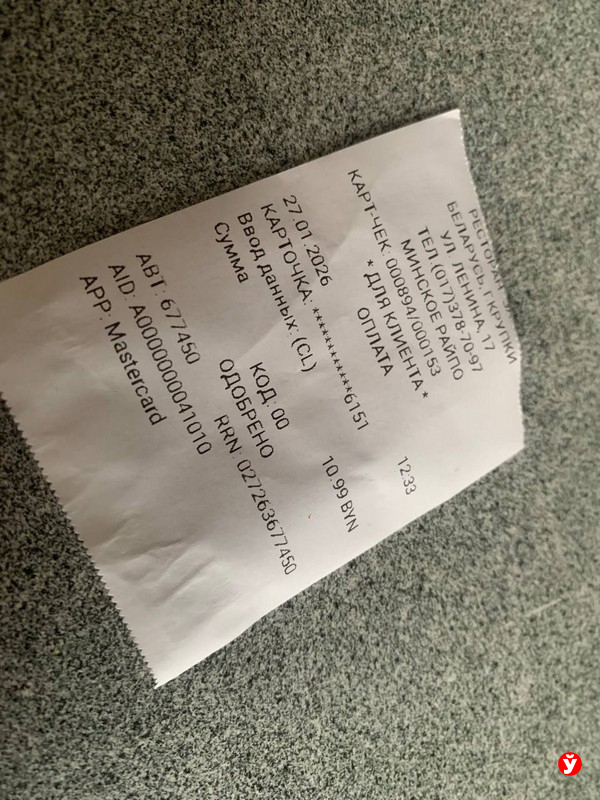 РЕСТОРАН
БЕЛАРУСЬ, Г.КРУПКИ
УЛ. ЛЕНИНА, 17
ТЕЛ.(017)378-70-97
МИНСКОЕ РАЙПО
КАРТ-ЧЕК: 000894/000153
* ДЛЯ КЛИЕНТА *
ОПЛАТА
27.01.2026 12:33
КАРТОЧКА: ************6151
Ввод данных: (CL)
Сумма 10.99 BYN
КОД: 00
ОДОБРЕНО
АВТ: 677450 RRN: 027263677450
AID: A0000000041010
APP: Mastercard
Ў